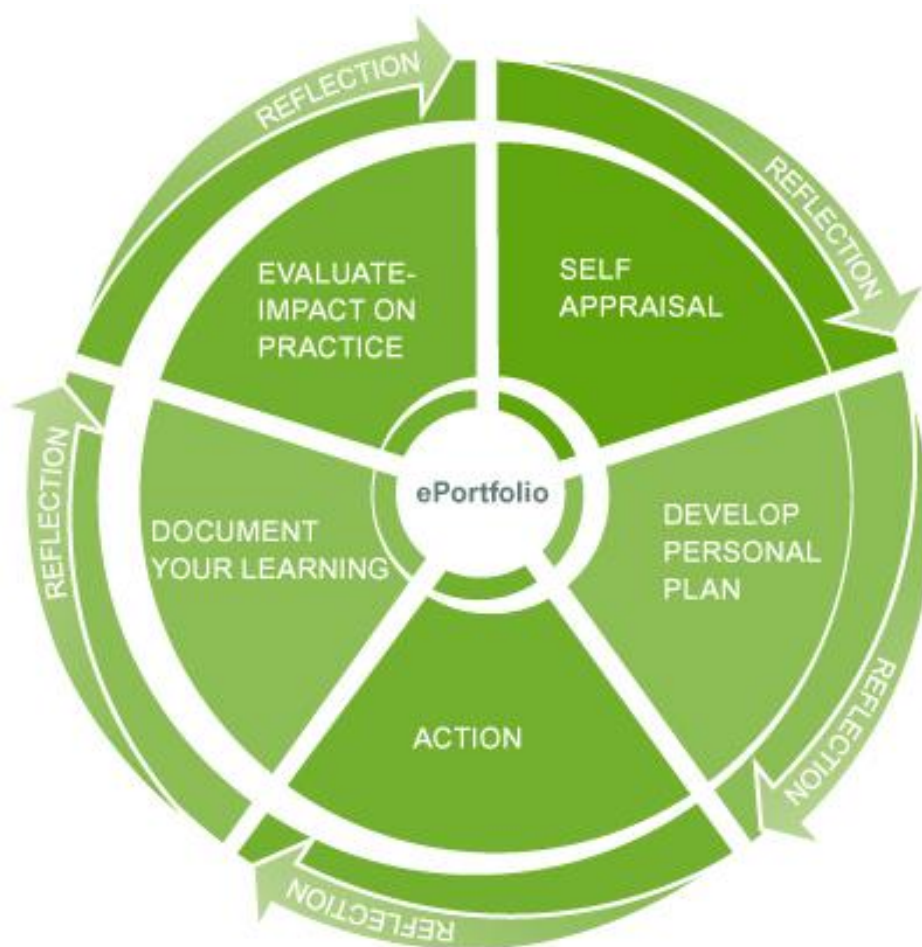 REFLECTION
SELF
APPRAISAL
REFLECTION
DEVELOP
PERSONAL
PLAN
REFLECTION
ACTION
REFLECTION
DOCUMENT
YOUR LEARNING
REFLECTION
EVALUATE-
IMPACT ON
PRACTICE
ePortfolio